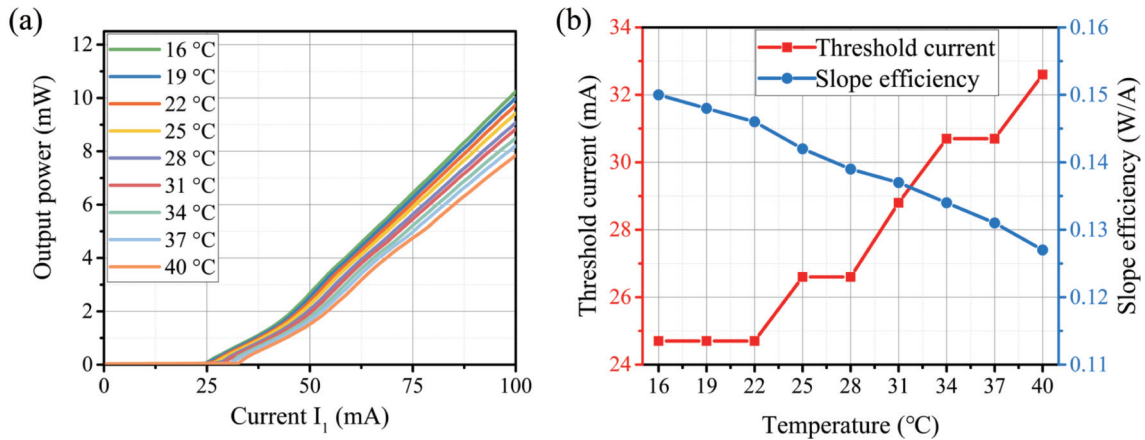 (a)
Output power (mW)
12
10
8
6
4
2
0
16 °C
19 °C
22 °C
25 °C
28 °C
31 °C
34 °C
37 °C
40 °C
0 25 50 75 100
Current I₁ (mA)
(b)
Threshold current (mA)
34
32
30
28
26
24
Threshold current
Slope efficiency
0.16
0.15
0.14
0.13
0.12
0.11
Slope efficiency (W/A)
16 19 22 25 28 31 34 37 40
Temperature (℃)